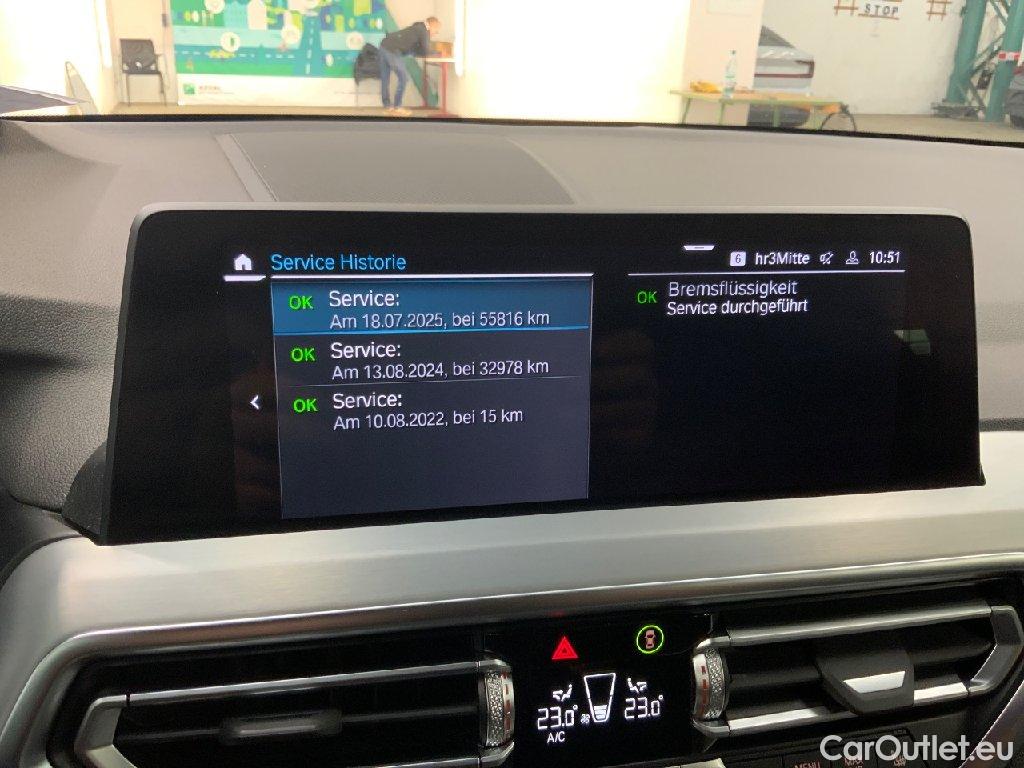 STOP
Service Historie
6 hr3Mitte 10:51
OK Service:
Am 18.07.2025, bei 55816 km
OK Service:
Am 13.08.2024, bei 32978 km
OK Service:
Am 10.08.2022, bei 15 km
OK Bremsflüssigkeit
Service durchgeführt
23.0° 23.0°
A/C
MENU
MAX
CarOutlet.eu